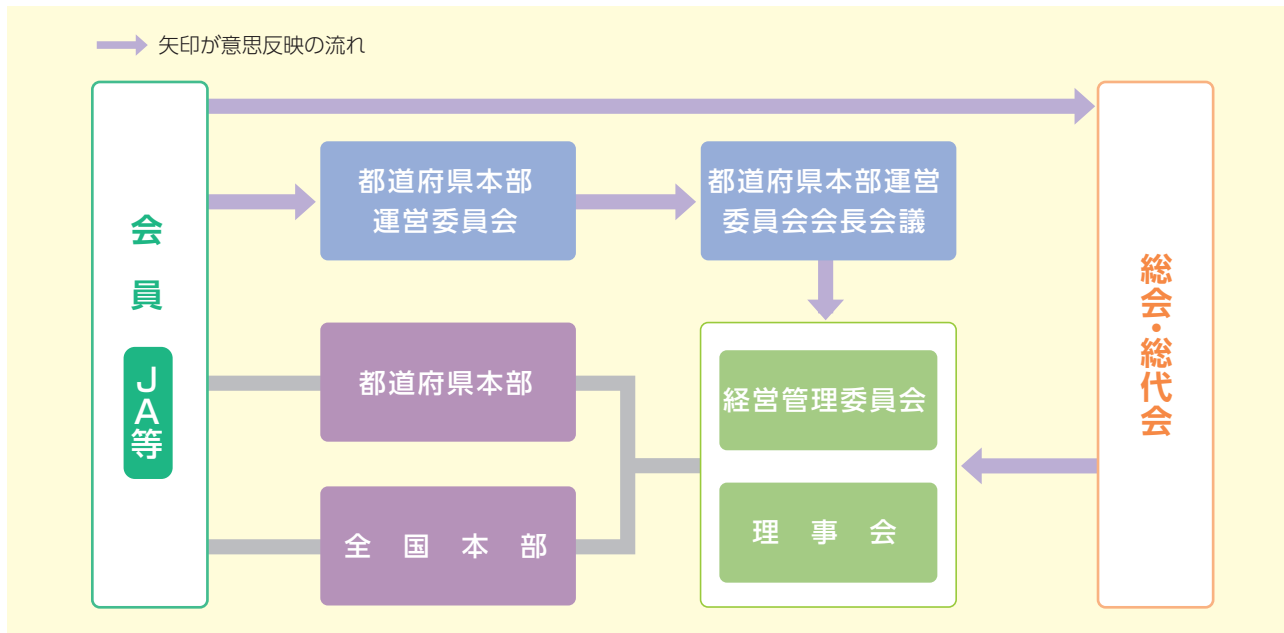 矢印が意思反映の流れ
会員
JA等
都道府県本部
運営委員会
都道府県本部運営
委員会会長会議
都道府県本部
全国本部
経営管理委員会
理事会
総会・総代会